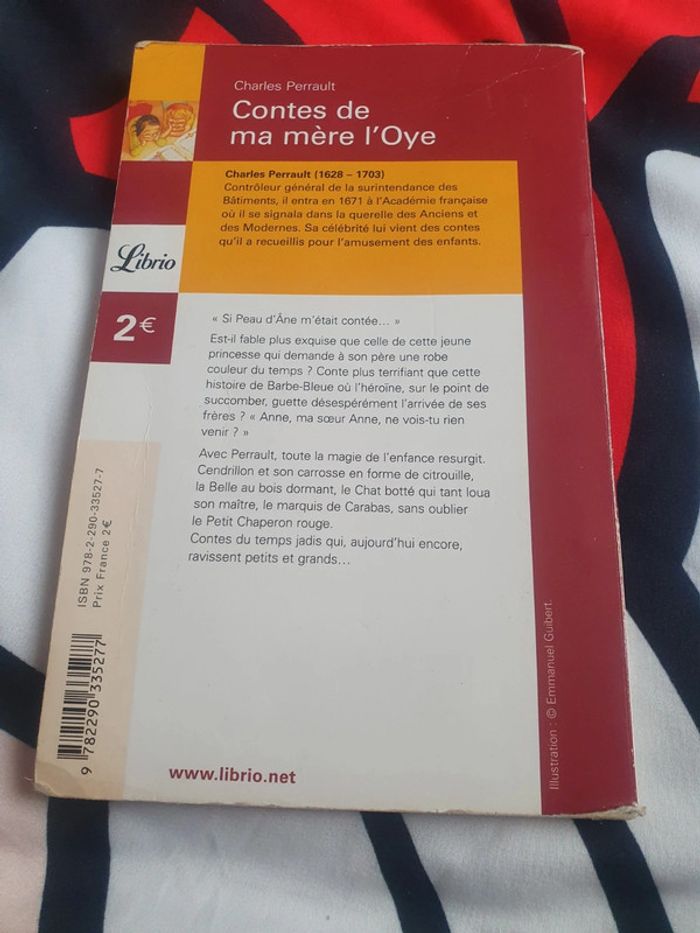 Charles Perrault
Contes de
ma mère l'Oye
Charles Perrault (1628 – 1703)
Contrôleur général de la surintendance des
Bâtiments, il entra en 1671 à l'Académie française
où il se signala dans la querelle des Anciens et
des Modernes. Sa célébrité lui vient des contes
qu'il a recueillis pour l'amusement des enfants.
Librio
2€
« Si Peau d'Âne m'était contée... »
Est-il fable plus exquise que celle de cette jeune
princesse qui demande à son père une robe
couleur du temps ? Conte plus terrifiant que cette
histoire de Barbe-Bleue où l'héroïne, sur le point de
succomber, guette désespérément l'arrivée de ses
frères ? « Anne, ma sœur Anne, ne vois-tu rien
venir ? »
Avec Perrault, toute la magie de l'enfance resurgit.
Cendrillon et son carrosse en forme de citrouille,
la Belle au bois dormant, le Chat botté qui tant loua
son maître, le marquis de Carabas, sans oublier
le Petit Chaperon rouge.
Contes du temps jadis qui, aujourd'hui encore,
ravissent petits et grands...
ISBN 978-2-290-33527-7
Prix France 2€
9 782290 335277
www.librio.net
Illustration : © Emmanuel Guibert.